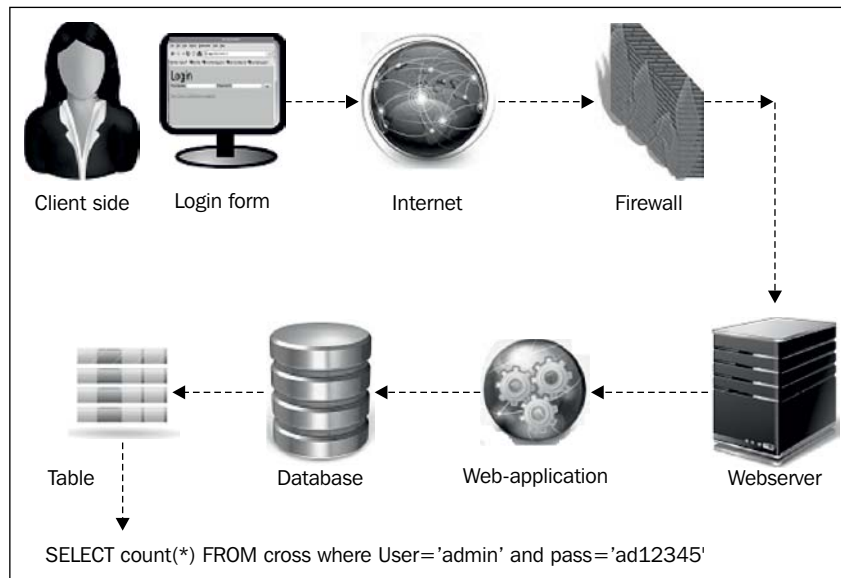 Login
Client side
Login form
Internet
Firewall
Table
Database
Web-application
Webserver
SELECT count(*) FROM cross where User=’admin’ and pass=’ad12345’